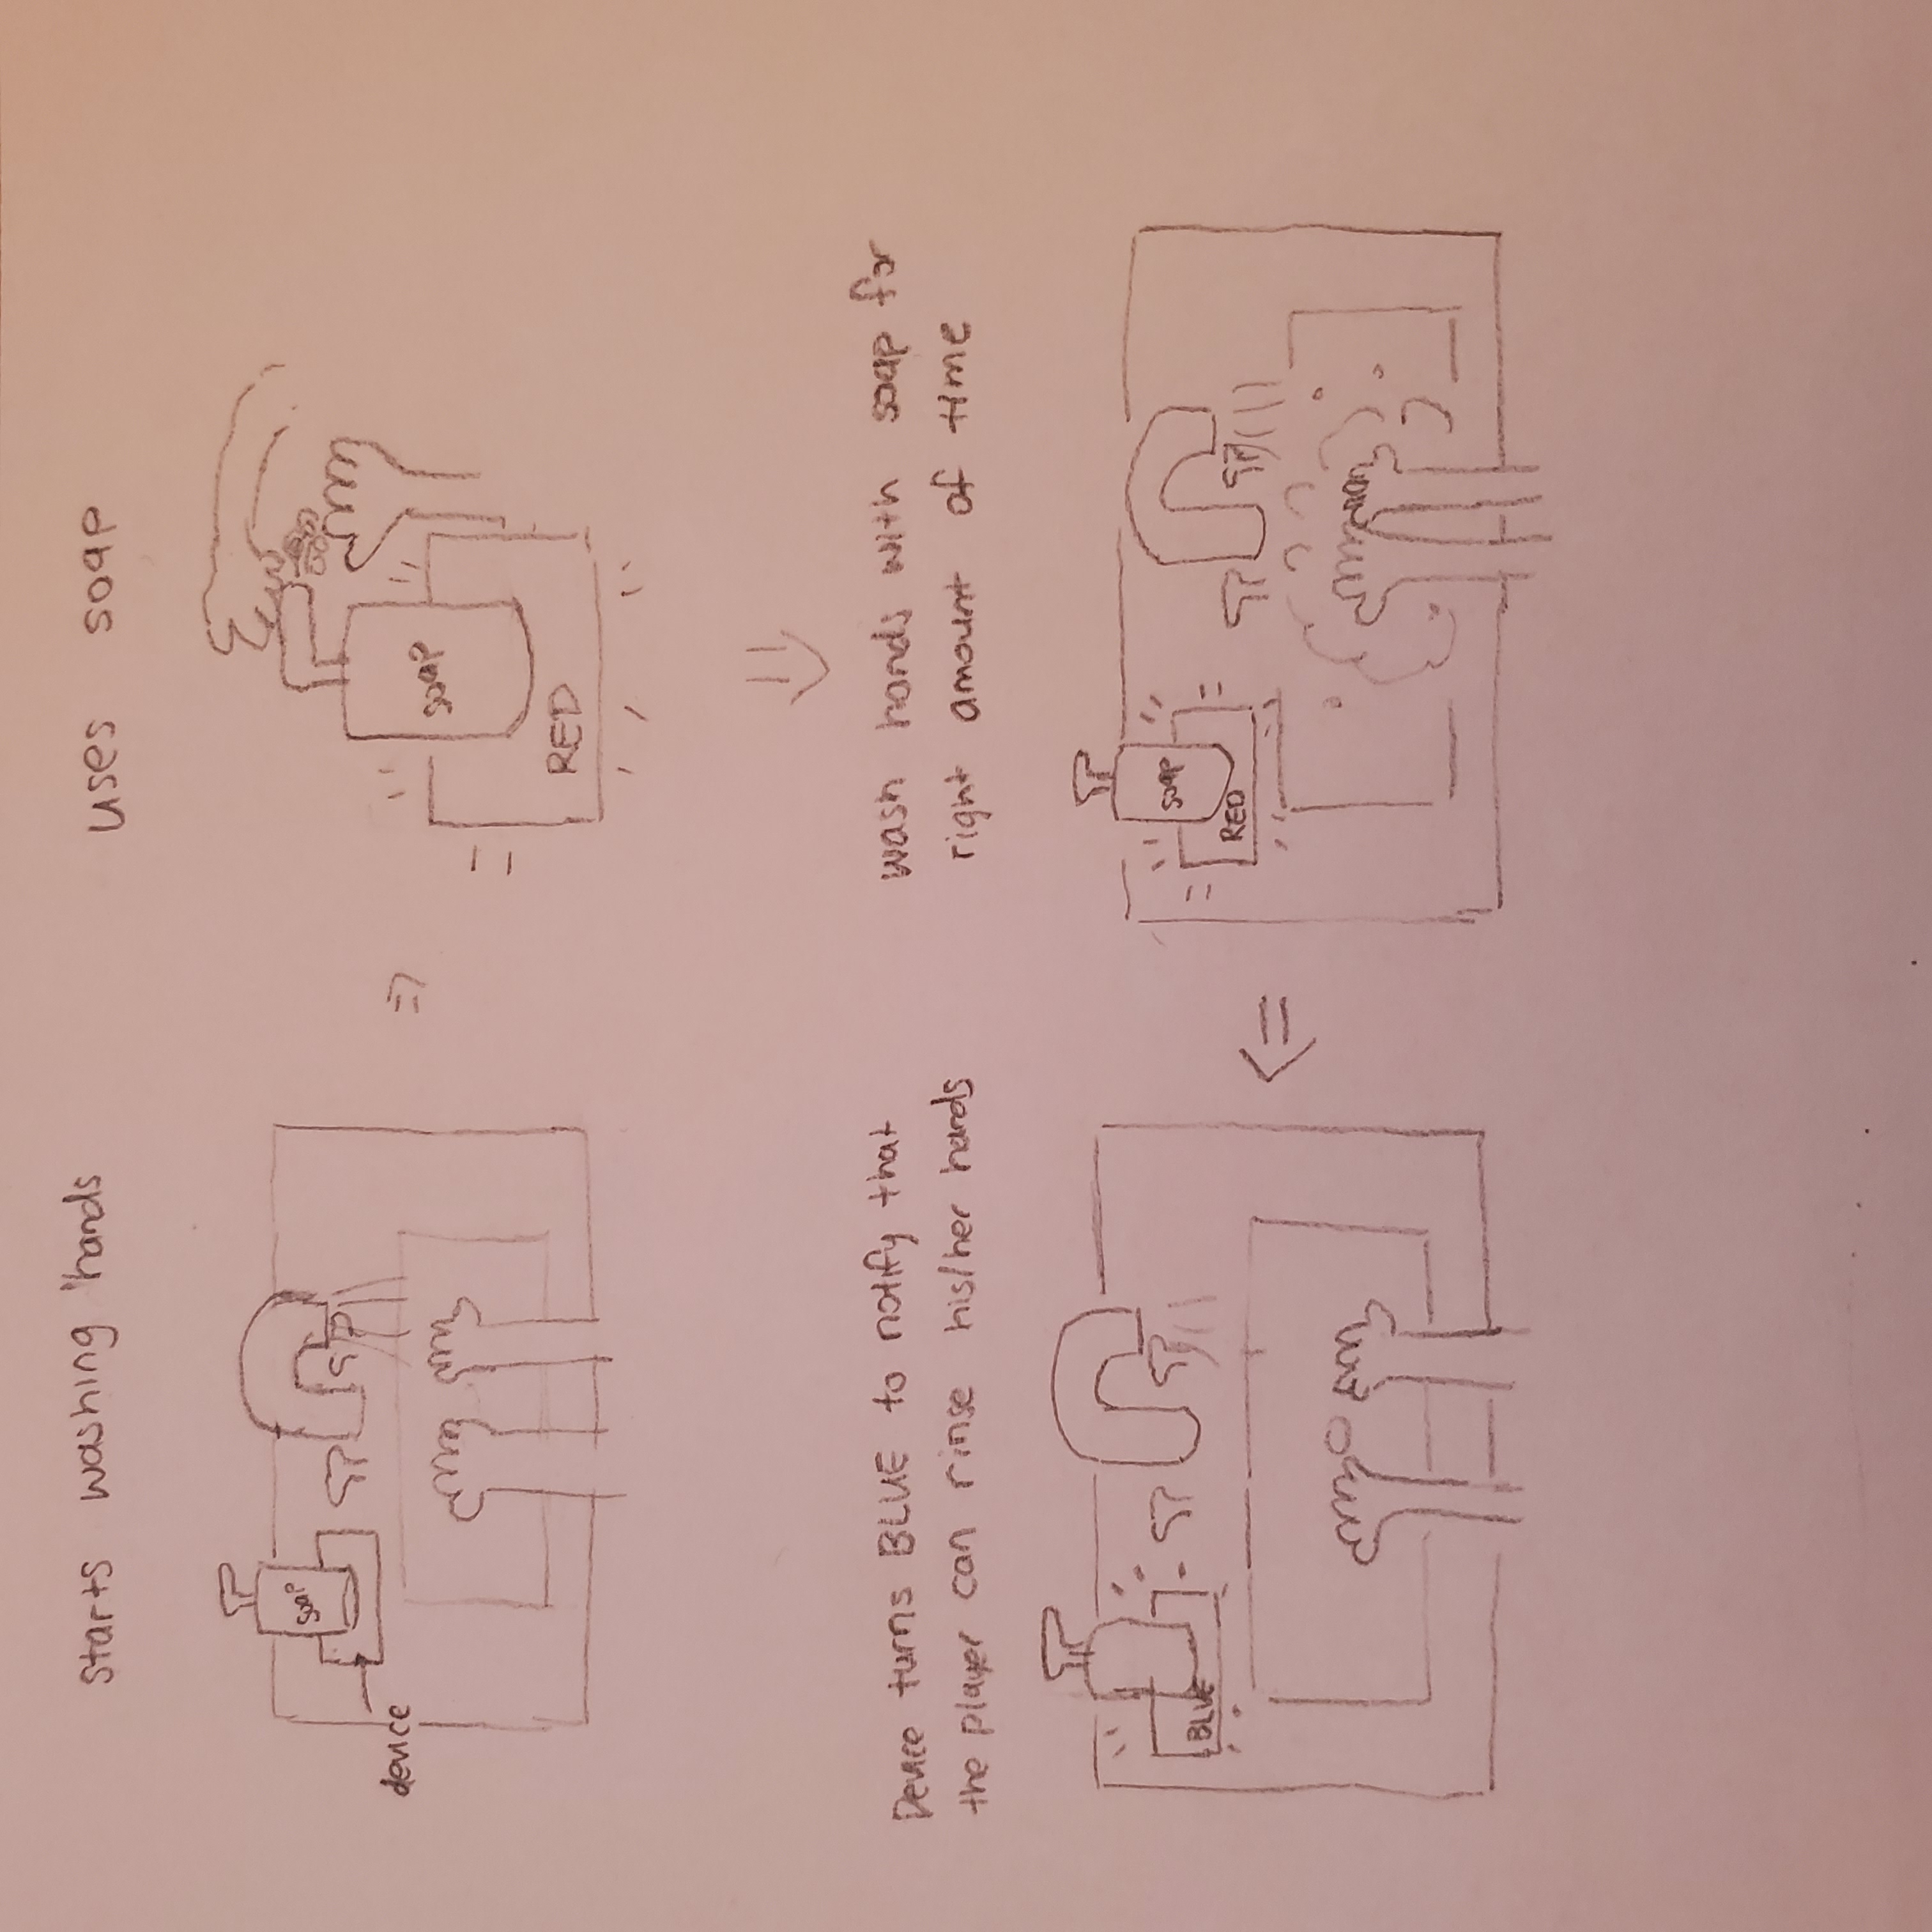 starts washing hands
uses soap
soap
device
soap
RED
wash hands with soap for
right amount of time
soap
RED
Device turns BLUE to notify that
the player can rinse his/her hands
BLUE